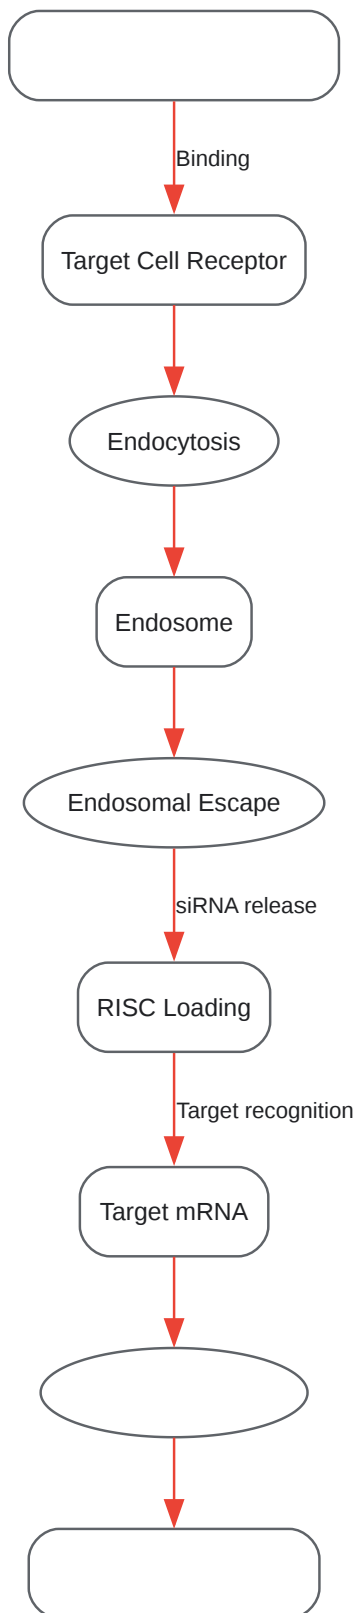 Binding
Target Cell Receptor
Endocytosis
Endosome
Endosomal Escape
siRNA release
RISC Loading
Target recognition
Target mRNA